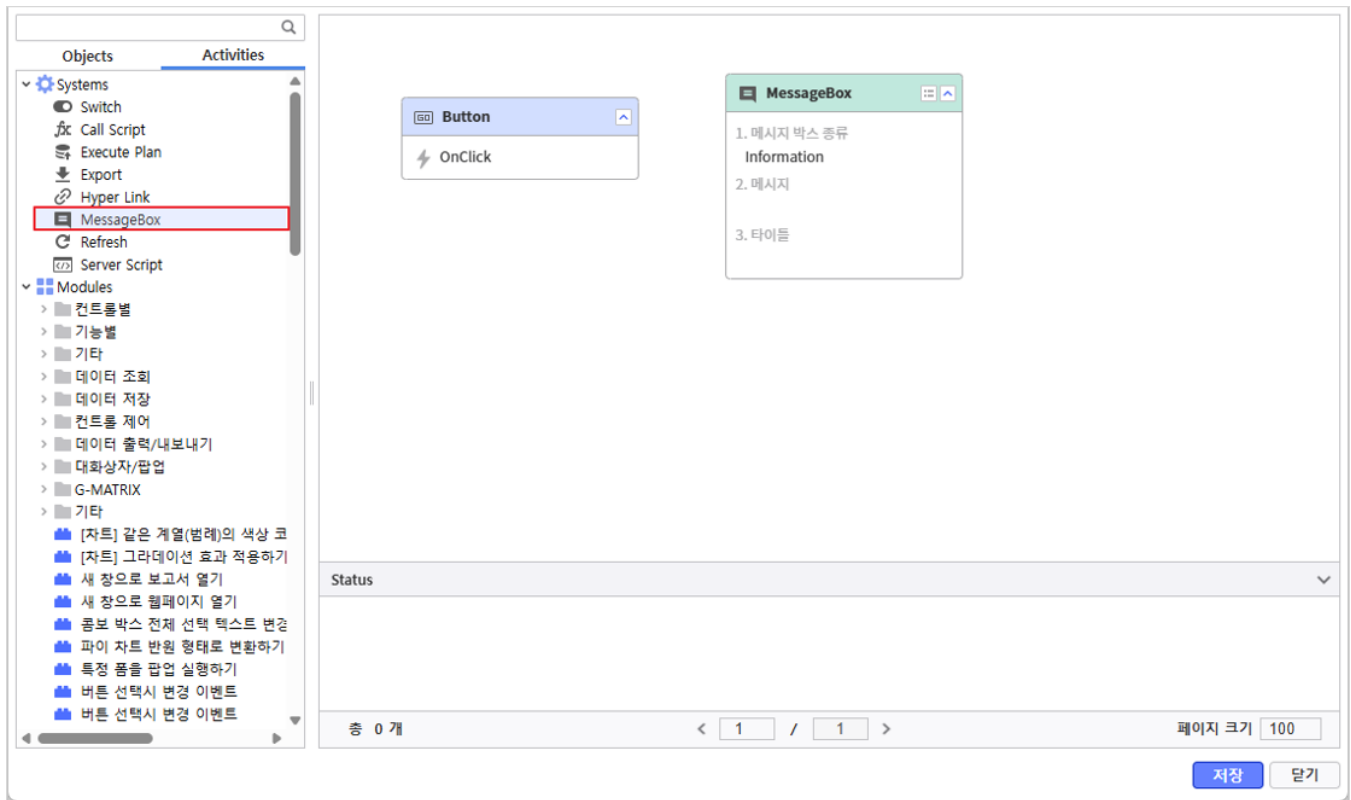 Objects
Activities
Systems
Switch
fx Call Script
Execute Plan
Export
Hyper Link
MessageBox
Refresh
Server Script
Modules
컨트롤별
기능별
기타
데이터 조회
데이터 저장
컨트롤 제어
데이터 출력/내보내기
대화상자/팝업
G-MATRIX
기타
[차트] 같은 계열(범례)의 색상 코
[차트] 그라데이션 효과 적용하기
새 창으로 보고서 열기
새 창으로 웹페이지 열기
콤보 박스 전체 선택 텍스트 변경
파이 차트 반원 형태로 변환하기
특정 폼을 팝업 실행하기
버튼 선택시 변경 이벤트
버튼 선택시 변경 이벤트
GO Button
OnClick
MessageBox
1. 메시지 박스 종류
Information
2. 메시지
3. 타이틀
Status
총 0 개
< 1 / 1 >
페이지 크기 100
저장
닫기